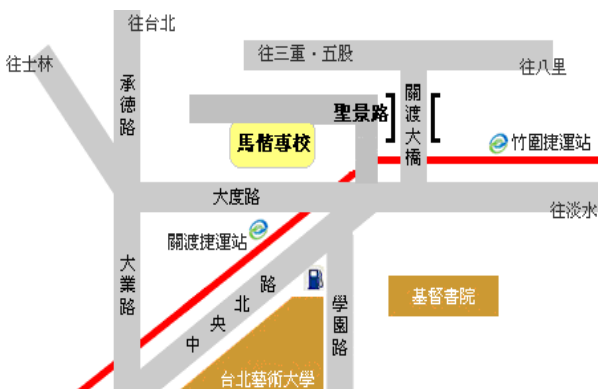 往台北
往士林
往三重．五股
往八里
承德路
聖景路
關渡大橋
馬偕專校
竹圍捷運站
大度路
往淡水
關渡捷運站
大業路
中央北路
學園路
基督書院
台北藝術大學